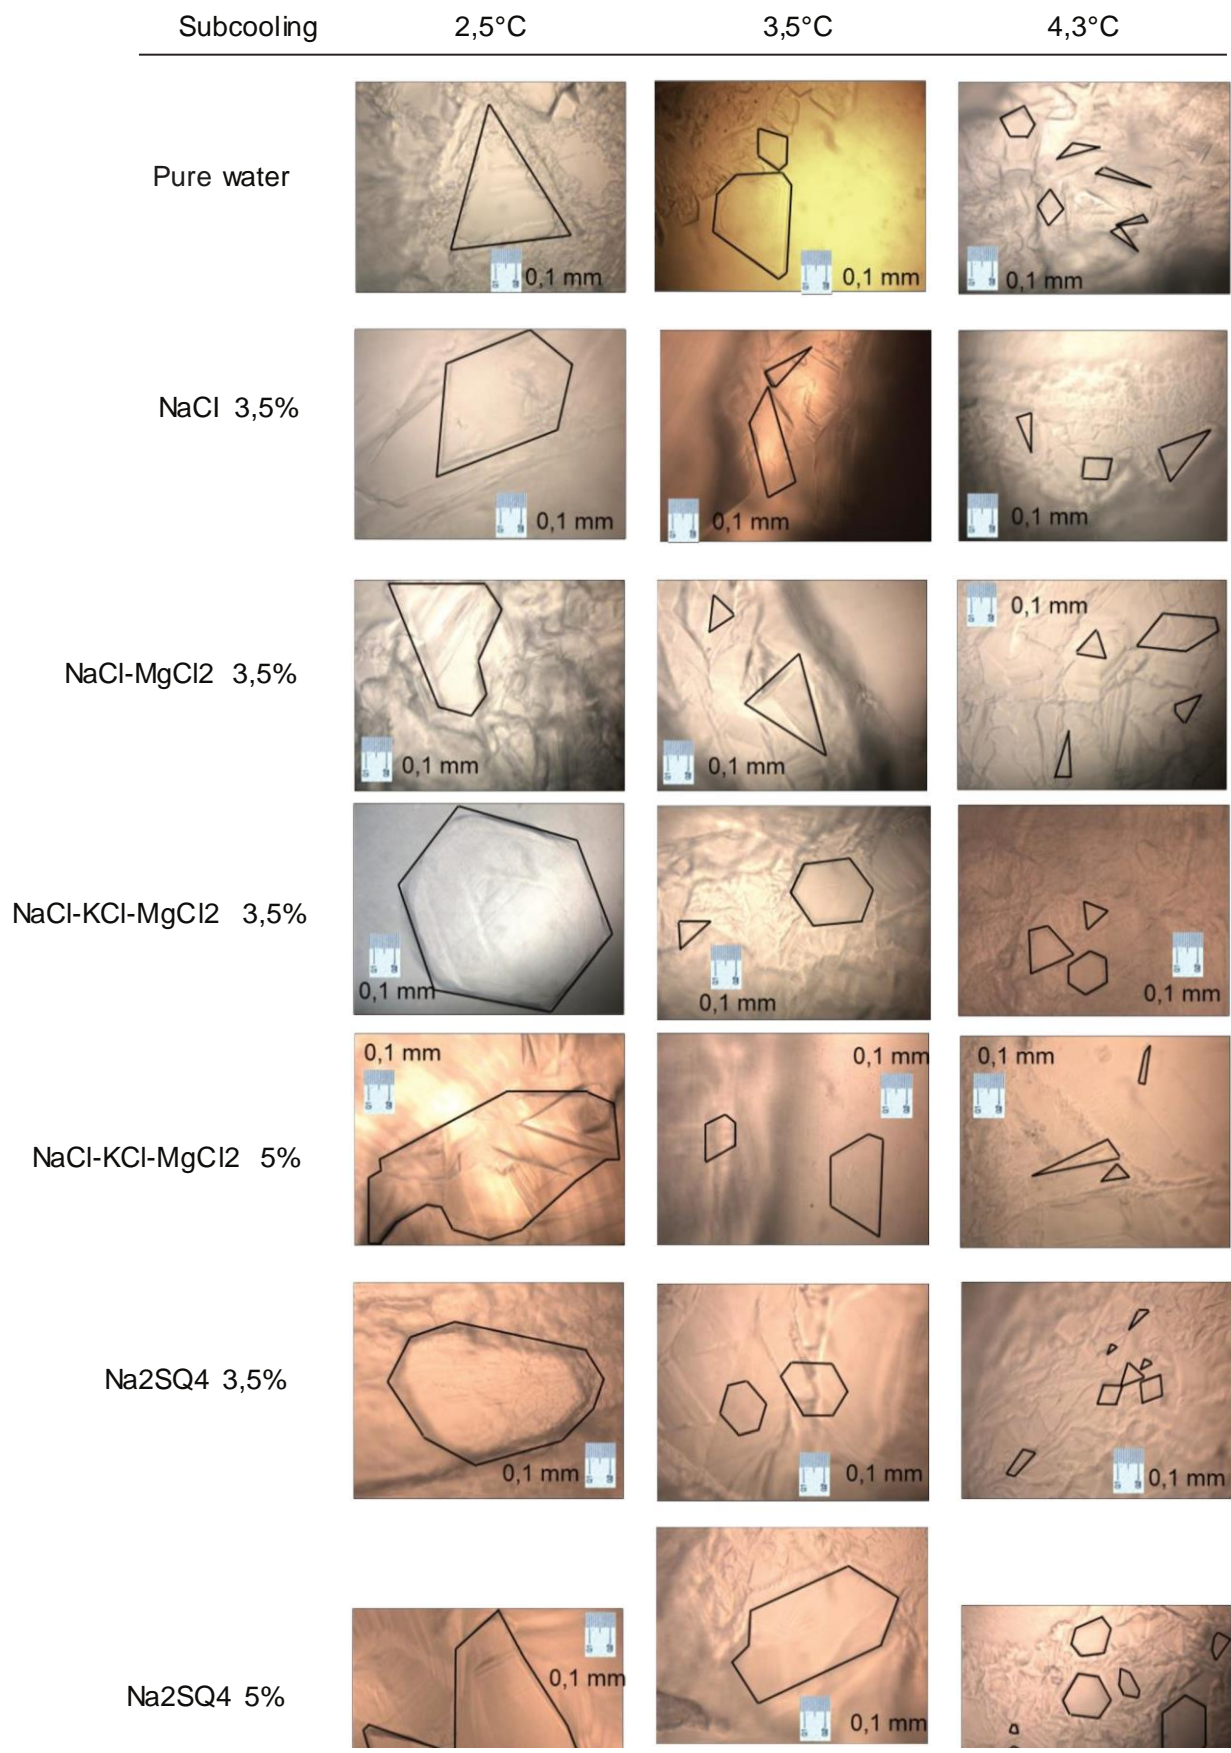 Subcooling 2,5°C 3,5°C 4,3°C
Pure water
0,1 mm 0,1 mm 0,1 mm
NaCl 3,5%
0,1 mm 0,1 mm 0,1 mm
NaCl-MgCl2 3,5%
0,1 mm 0,1 mm 0,1 mm
NaCl-KCl-MgCl2 3,5%
0,1 mm 0,1 mm 0,1 mm
NaCl-KCl-MgCl2 5%
0,1 mm 0,1 mm 0,1 mm
Na2SQ4 3,5%
0,1 mm 0,1 mm 0,1 mm
Na2SQ4 5%
0,1 mm 0,1 mm